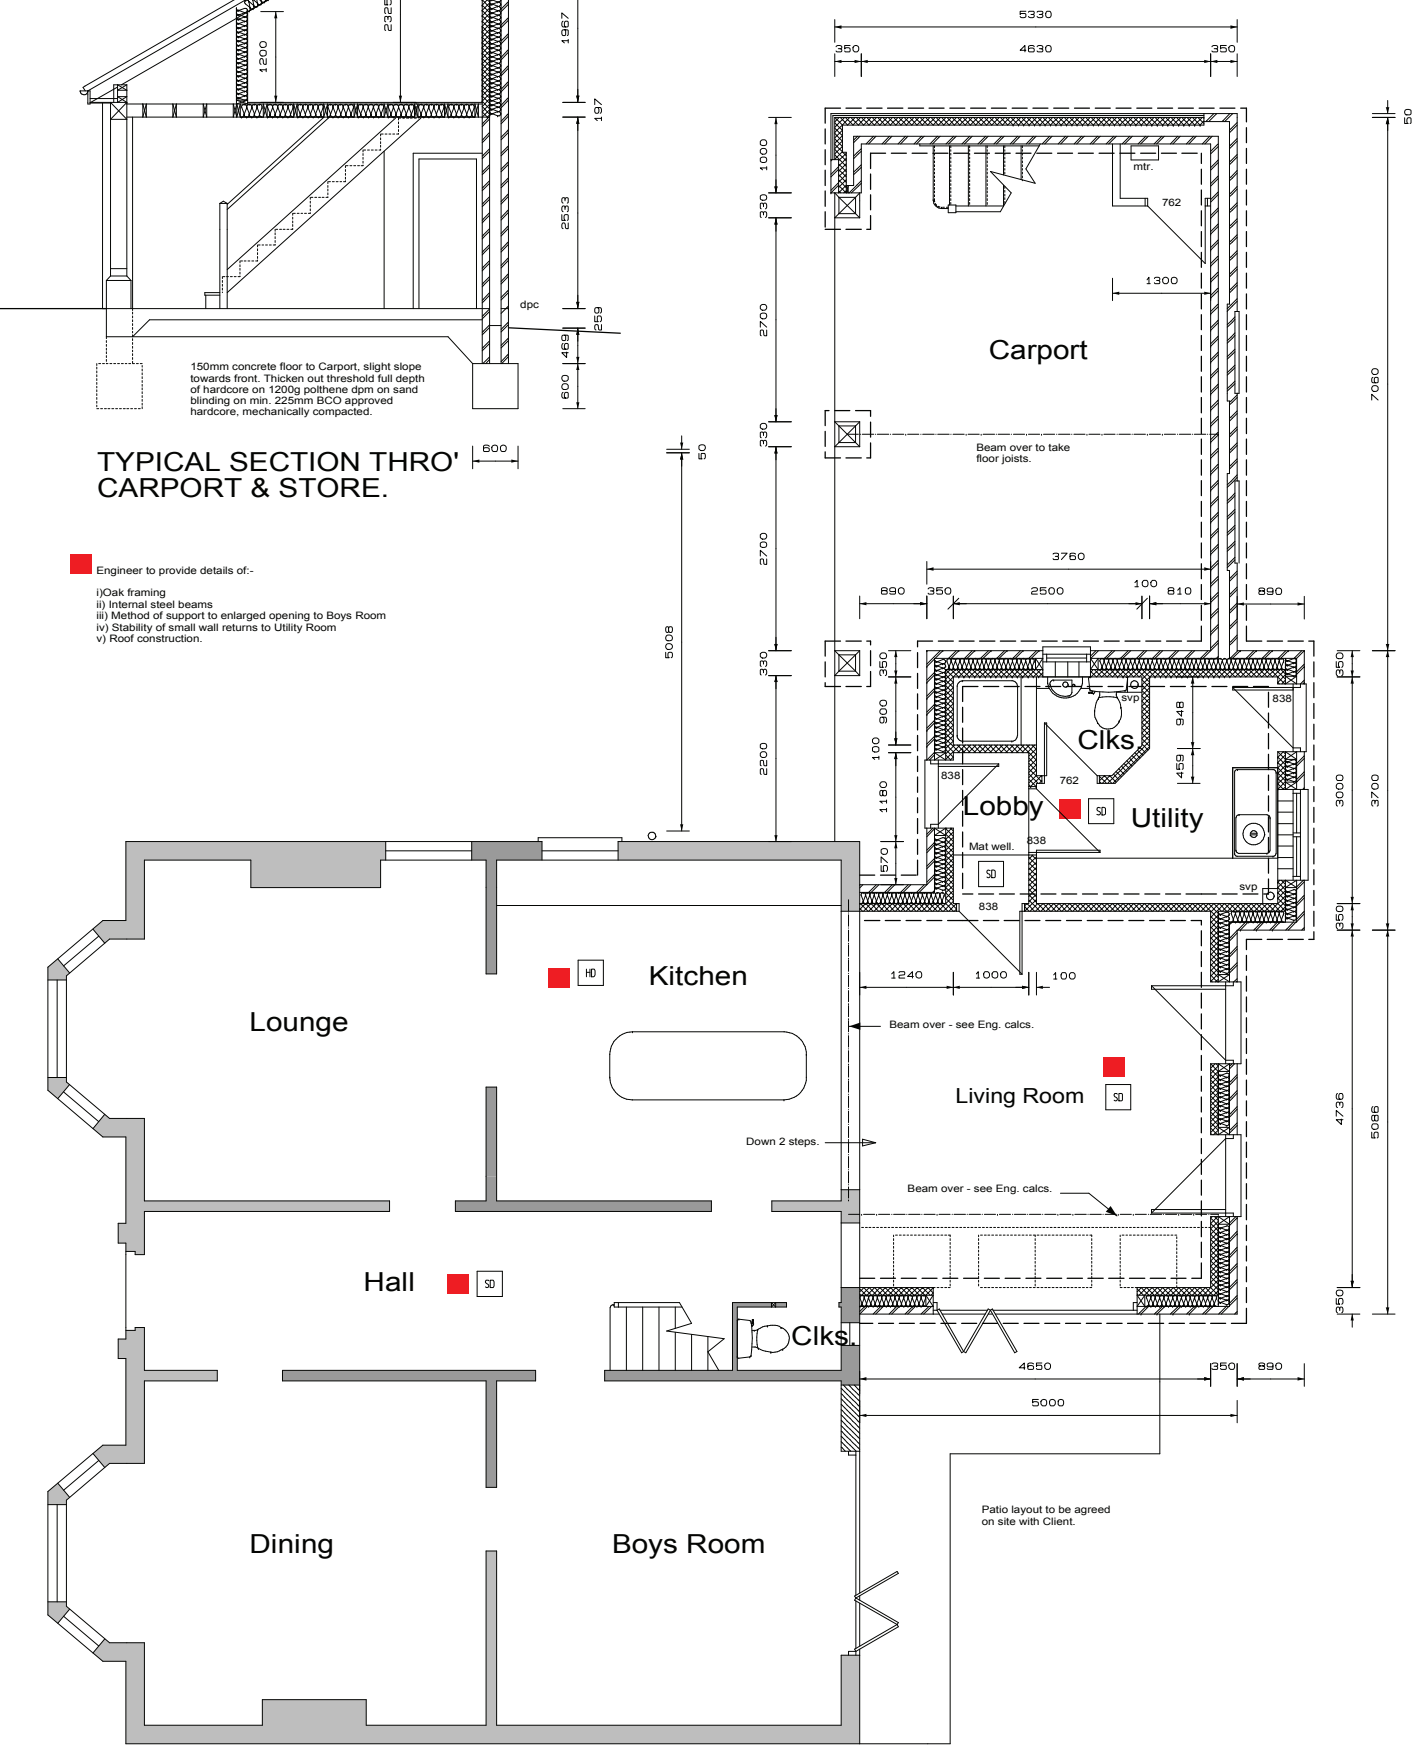 2325
1967
1200
197
2533
dpc
259
469
600
150mm concrete floor to Carport, slight slope
towards front. Thicken out threshold full depth
of hardcore on 1200g polthene dpm on sand
blinding on min. 225mm BCO approved
hardcore, mechanically compacted.
TYPICAL SECTION THRO'
CARPORT & STORE.
600
50
Engineer to provide details of:-
i)Oak framing
ii) Internal steel beams
iii) Method of support to enlarged opening to Boys Room
iv) Stability of small wall returns to Utility Room
v) Roof construction.
5008
5330
350
4630
350
50
1000
mtr.
330
762
1300
2700
Carport
7060
330
Beam over to take
floor joists.
2700
3760
100
890
350
2500
810
890
330
350
350
svp
838
900
948
Clks
100
459
2200
838
762
1180
Lobby
SD
Utility
3000
3700
838
Mat well.
570
SD
svp
838
350
HD
Kitchen
1240
1000
100
Lounge
Beam over - see Eng. calcs.
Living Room
SD
4736
5086
Down 2 steps.
Beam over - see Eng. calcs.
Hall
SD
350
Clks.
4650
350
890
5000
Patio layout to be agreed
on site with Client.
Dining
Boys Room